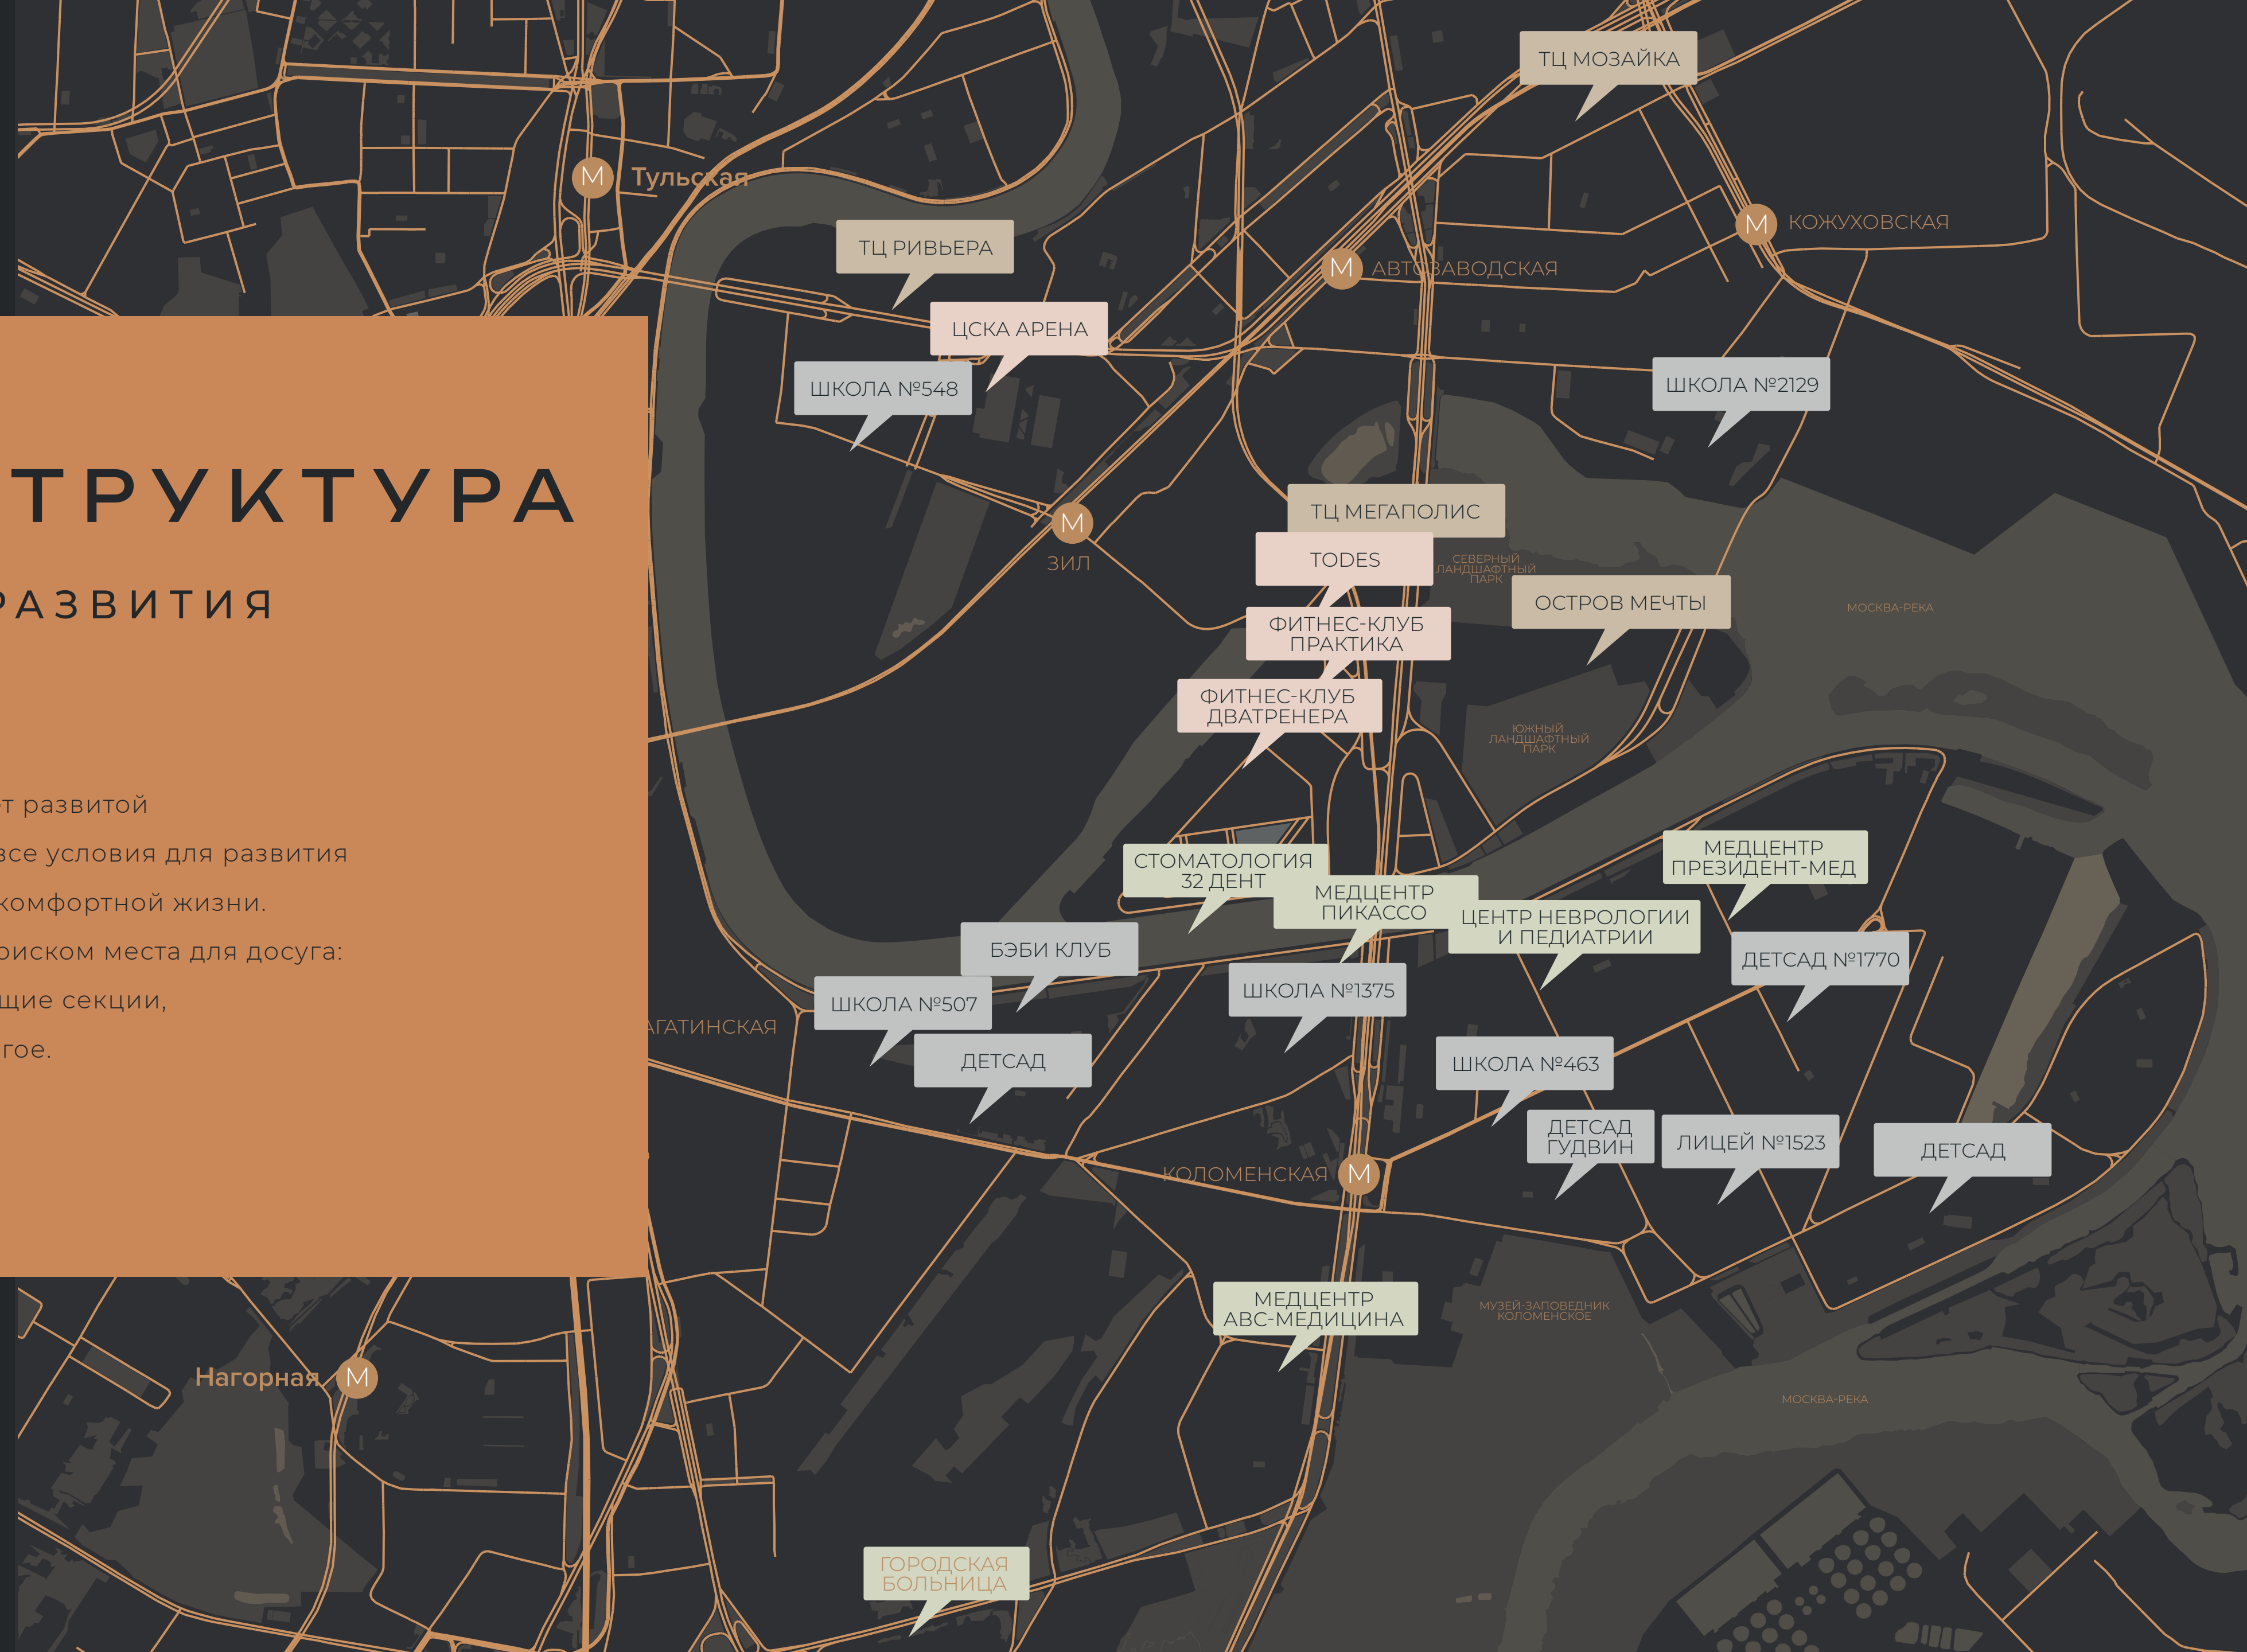 ТЦ МОЗАЙКА
М
Тульская
М
КОЖУХОВСКАЯ
ТЦ РИВЬЕРА
М
АВТОЗАВОДСКАЯ
ЦСКА АРЕНА
ШКОЛА №548
ШКОЛА №2129
ТРУКТУРА
РАЗВИТИЯ
ТЦ МЕГАПОЛИС
М
ЗИЛ
TODES
СЕВЕРНЫЙ
ЛАНДШАФТНЫЙ
ПАРК
ОСТРОВ МЕЧТЫ
МОСКВА-РЕКА
ФИТНЕС-КЛУБ
ПРАКТИКА
ФИТНЕС-КЛУБ
ДВАТРЕНЕРА
ЮЖНЫЙ
ЛАНДШАФТНЫЙ
ПАРК
ет развитой
все условия для развития
комфортной жизни.
оиском места для досуга:
щие секции,
гое.
СТОМАТОЛОГИЯ
32 ДЕНТ
МЕДЦЕНТР
ПИКАССО
МЕДЦЕНТР
ПРЕЗИДЕНТ-МЕД
ЦЕНТР НЕВРОЛОГИИ
И ПЕДИАТРИИ
БЭБИ КЛУБ
ДЕТСАД №1770
ШКОЛА №507
ШКОЛА №1375
АГАТИНСКАЯ
ДЕТСАД
ШКОЛА №463
ДЕТСАД
ГУДВИН
ЛИЦЕЙ №1523
ДЕТСАД
КОЛОМЕНСКАЯ
М
МЕДЦЕНТР
АВС-МЕДИЦИНА
МУЗЕЙ-ЗАПОВЕДНИК
КОЛОМЕНСКОЕ
Нагорная
М
МОСКВА-РЕКА
ГОРОДСКАЯ
БОЛЬНИЦА